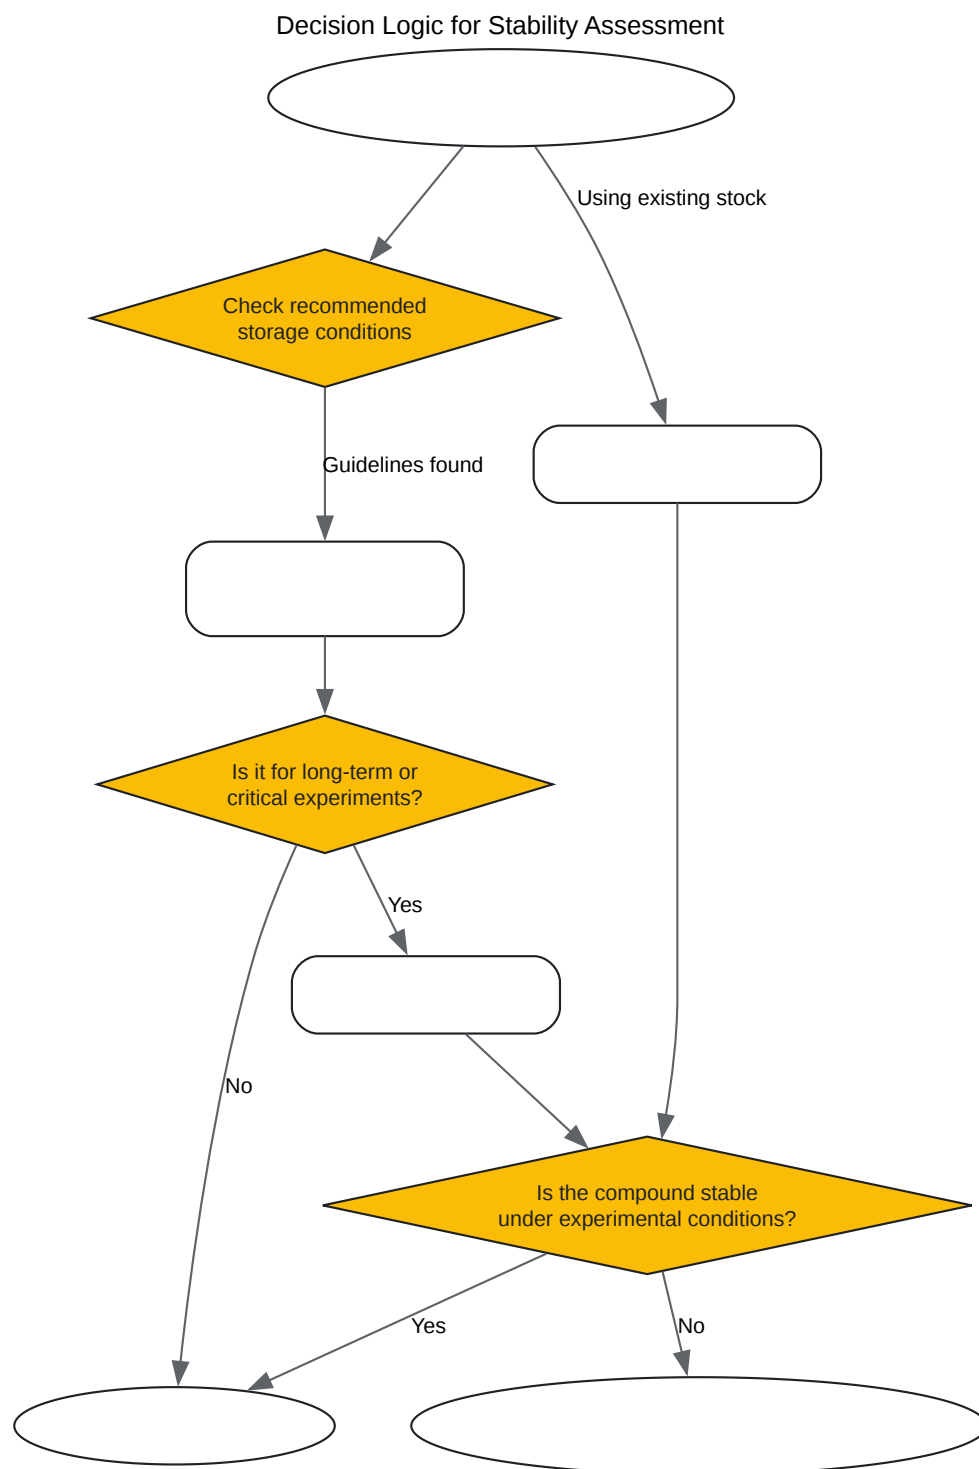 Decision Logic for Stability Assessment
Using existing stock
Check recommended
storage conditions
Guidelines found
Is it for long-term or
critical experiments?
Yes
No
Is the compound stable
under experimental conditions?
Yes
No